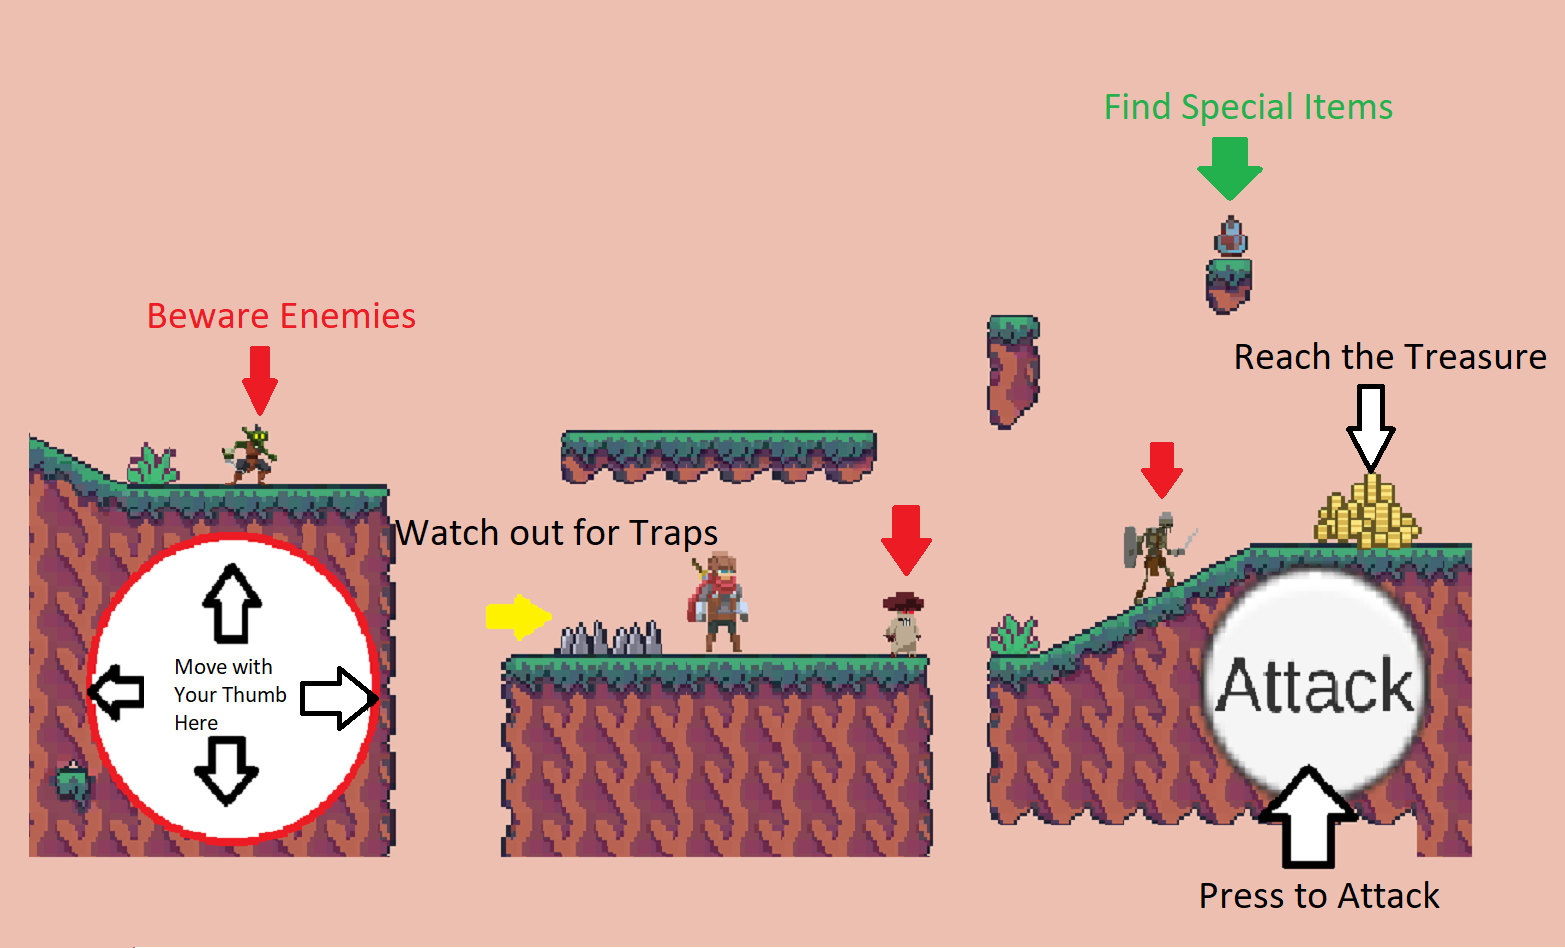 Find Special Items
Beware Enemies
Reach the Treasure
Watch out for Traps
Move with
Your Thumb
Here
Attack
Press to Attack